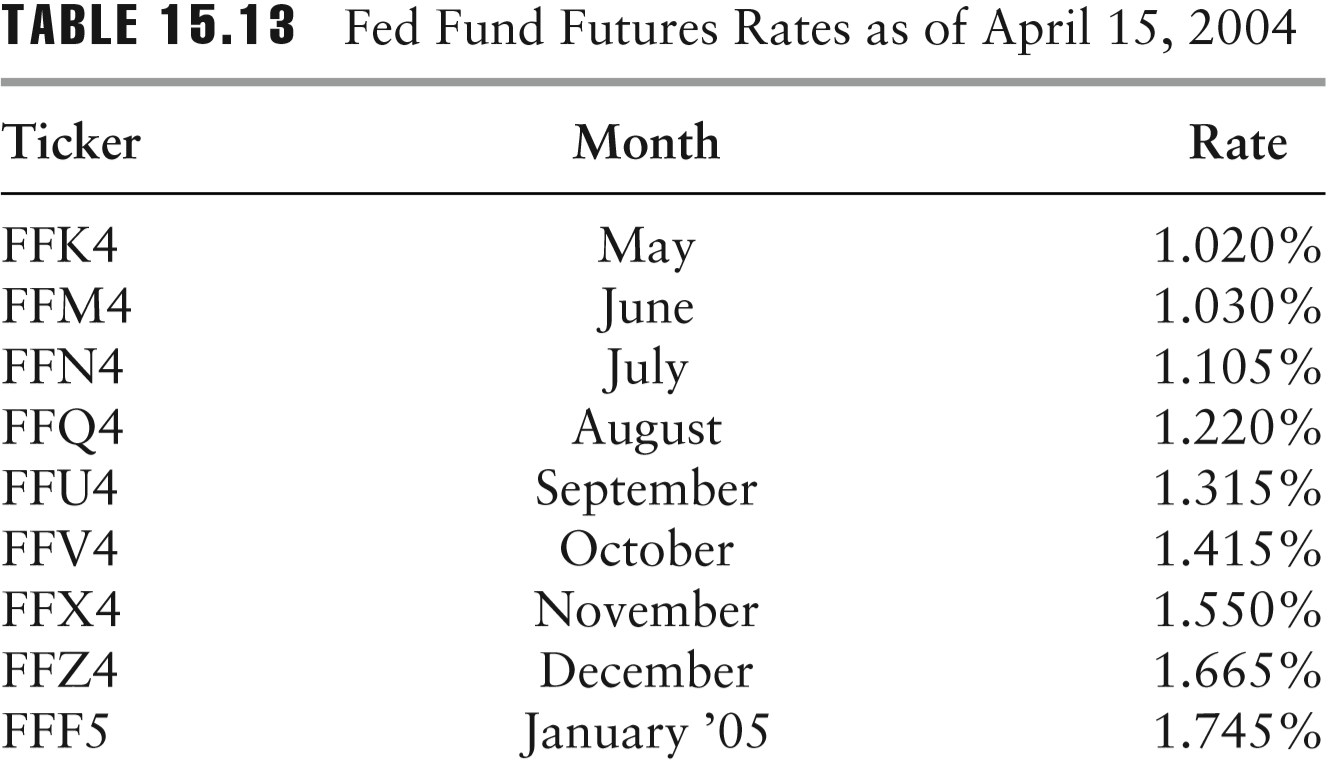 TABLE 15.13 Fed Fund Futures Rates as of April 15, 2004
Ticker Month Rate
FFK4 May 1.020%
FFM4 June 1.030%
FFN4 July 1.105%
FFQ4 August 1.220%
FFU4 September 1.315%
FFV4 October 1.415%
FFX4 November 1.550%
FFZ4 December 1.665%
FFF5 January ’05 1.745%